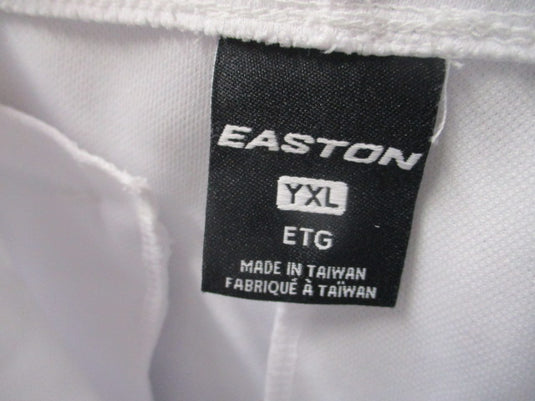 EASTON
YXL
ETG
MADE IN TAIWAN
FABRIQUÉ À TAÏWAN